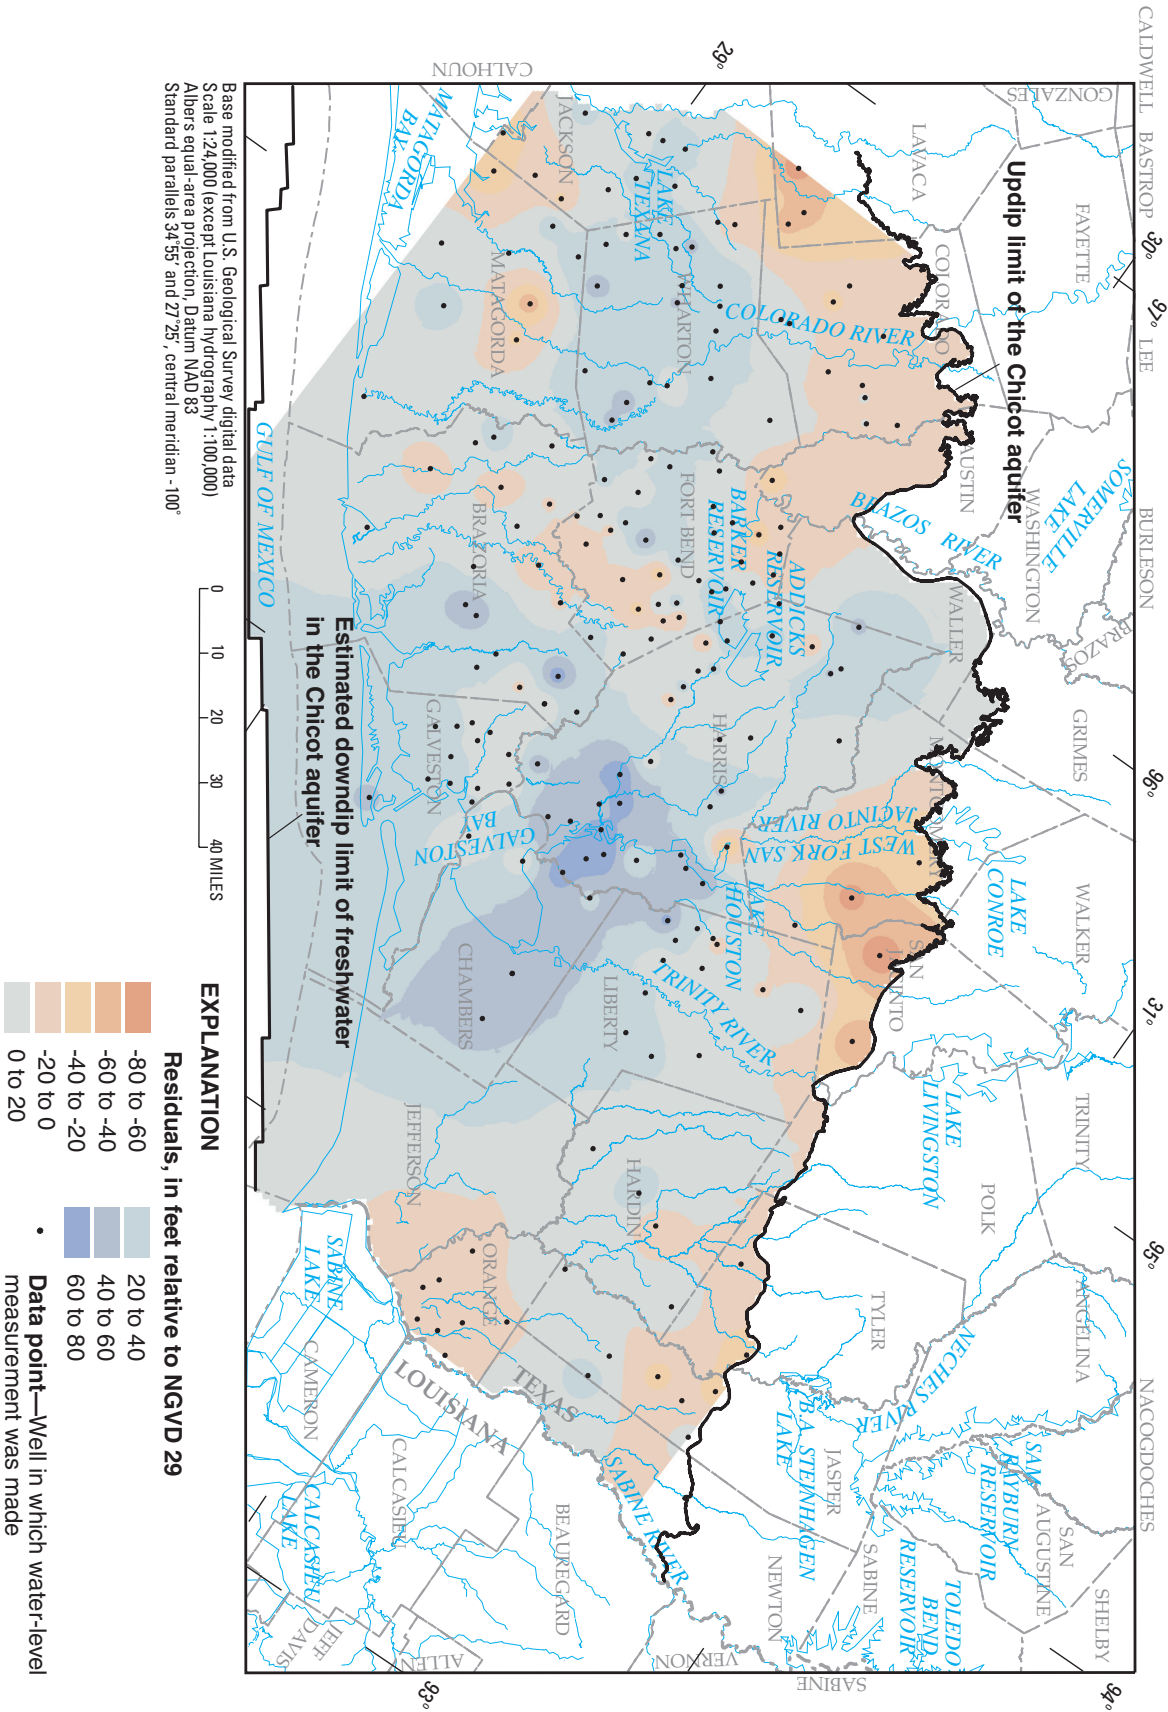 CALDWELL
BASTROP
30°
97°
LEE
BURLESON
BRAZOS
GRIMES
96°
WALKER
31°
TRINITY
95°
ANGELINA
NACOGDOCHES
SHELBY
94°
GONZALES
FAYETTE
LAVACA
Updip limit of the Chicot aquifer
COLORADO
AUSTIN
WASHINGTON
SOMERVILLE
LAKE
BRAZOS RIVER
WALLER
MONTGOMERY
LAKE
CONROE
WEST FORK SAN
JACINTO RIVER
SAN
JACINTO
LAKE
LIVINGSTON
POLK
TYLER
NECHES RIVER
B.A. STEINHAGEN
LAKE
JASPER
SAM
RAYBURN
RESERVOIR
SAN
AUGUSTINE
SABINE
TOLEDO
BEND
RESERVOIR
NEWTON
SABINE
VERNON
29°
CALHOUN
JACKSON
LAKE
TEXANA
WHARTON
COLORADO RIVER
MATAGORDA
BAY
MATAGORDA
FORT BEND
BARKER
RESERVOIR
ADDICKS
RESERVOIR
BRAZORIA
HARRIS
GALVESTON
GALVESTON
BAY
LAKE
HOUSTON
TRINITY RIVER
LIBERTY
CHAMBERS
HARDIN
JEFFERSON
ORANGE
TEXAS
LOUISIANA
SABINE RIVER
SABINE
LAKE
CAMERON
CALCASIEU
CALCASIEU
LAKE
BEAUREGARD
JEFF
DAVIS
ALLEN
93°
GULF OF MEXICO
Estimated downdip limit of freshwater
in the Chicot aquifer
Base modified from U.S. Geological Survey digital data
Scale 1:24,000 (except Louisiana hydrography 1:100,000)
Albers equal-area projection, Datum NAD 83
Standard parallels 34°55' and 27°25', central meridian -100°
0 10 20 30 40 MILES
EXPLANATION
Residuals, in feet relative to NGVD 29
-80 to -60
-60 to -40
-40 to -20
-20 to 0
0 to 20
20 to 40
40 to 60
60 to 80
Data point—Well in which water-level
measurement was made